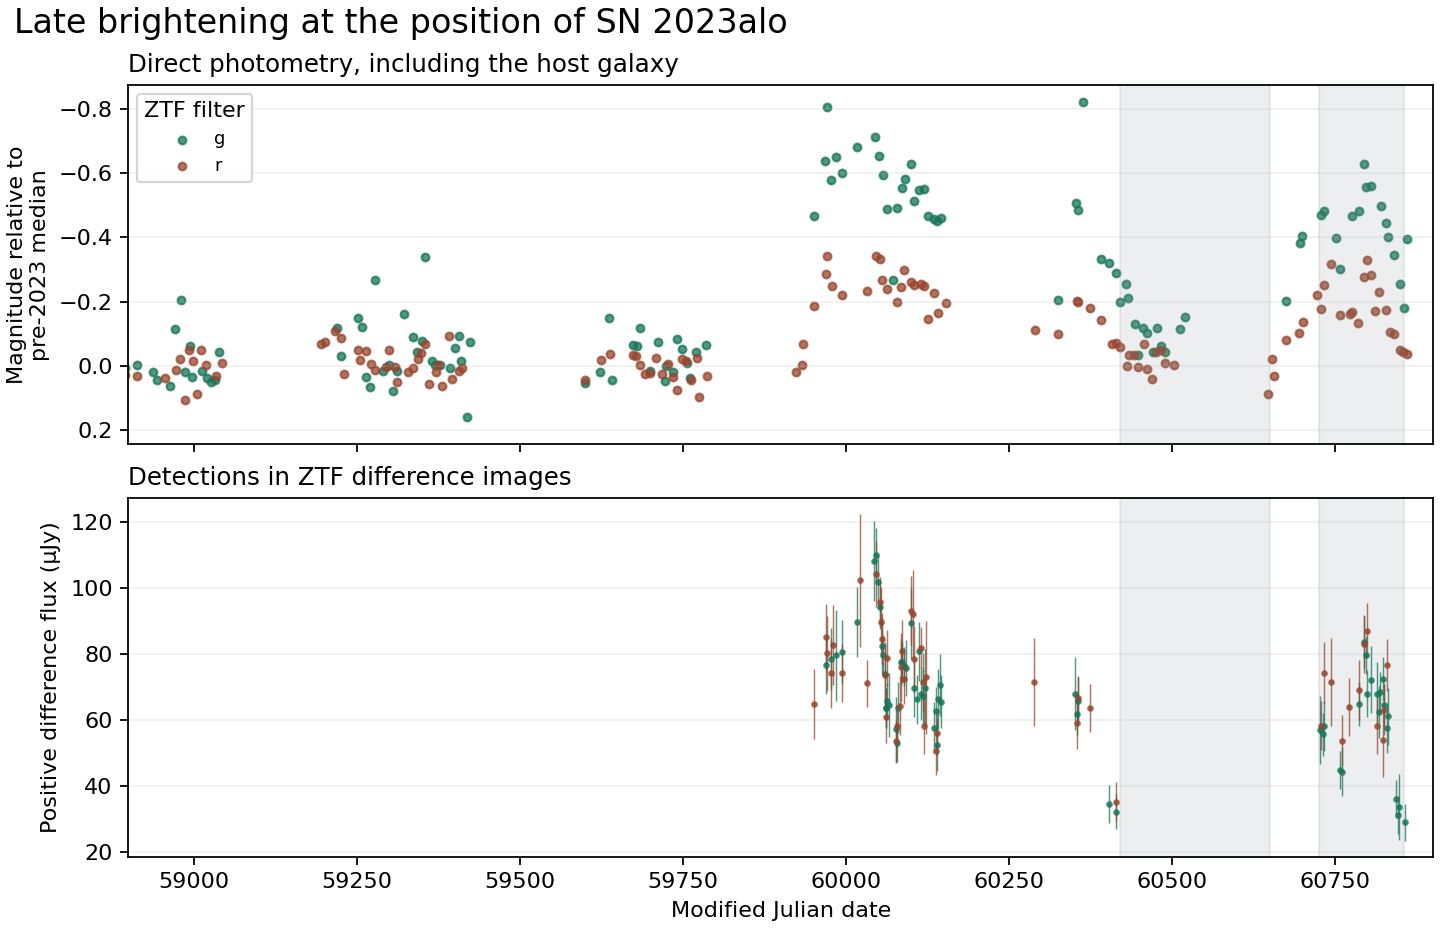 Late brightening at the position of SN 2023alo
Direct photometry, including the host galaxy
Magnitude relative to
pre-2023 median
−0.8
−0.6
−0.4
−0.2
0.0
0.2
ZTF filter
g
r
Detections in ZTF difference images
Positive difference flux (μJy)
120
100
80
60
40
20
59000
59250
59500
59750
60000
60250
60500
60750
Modified Julian date